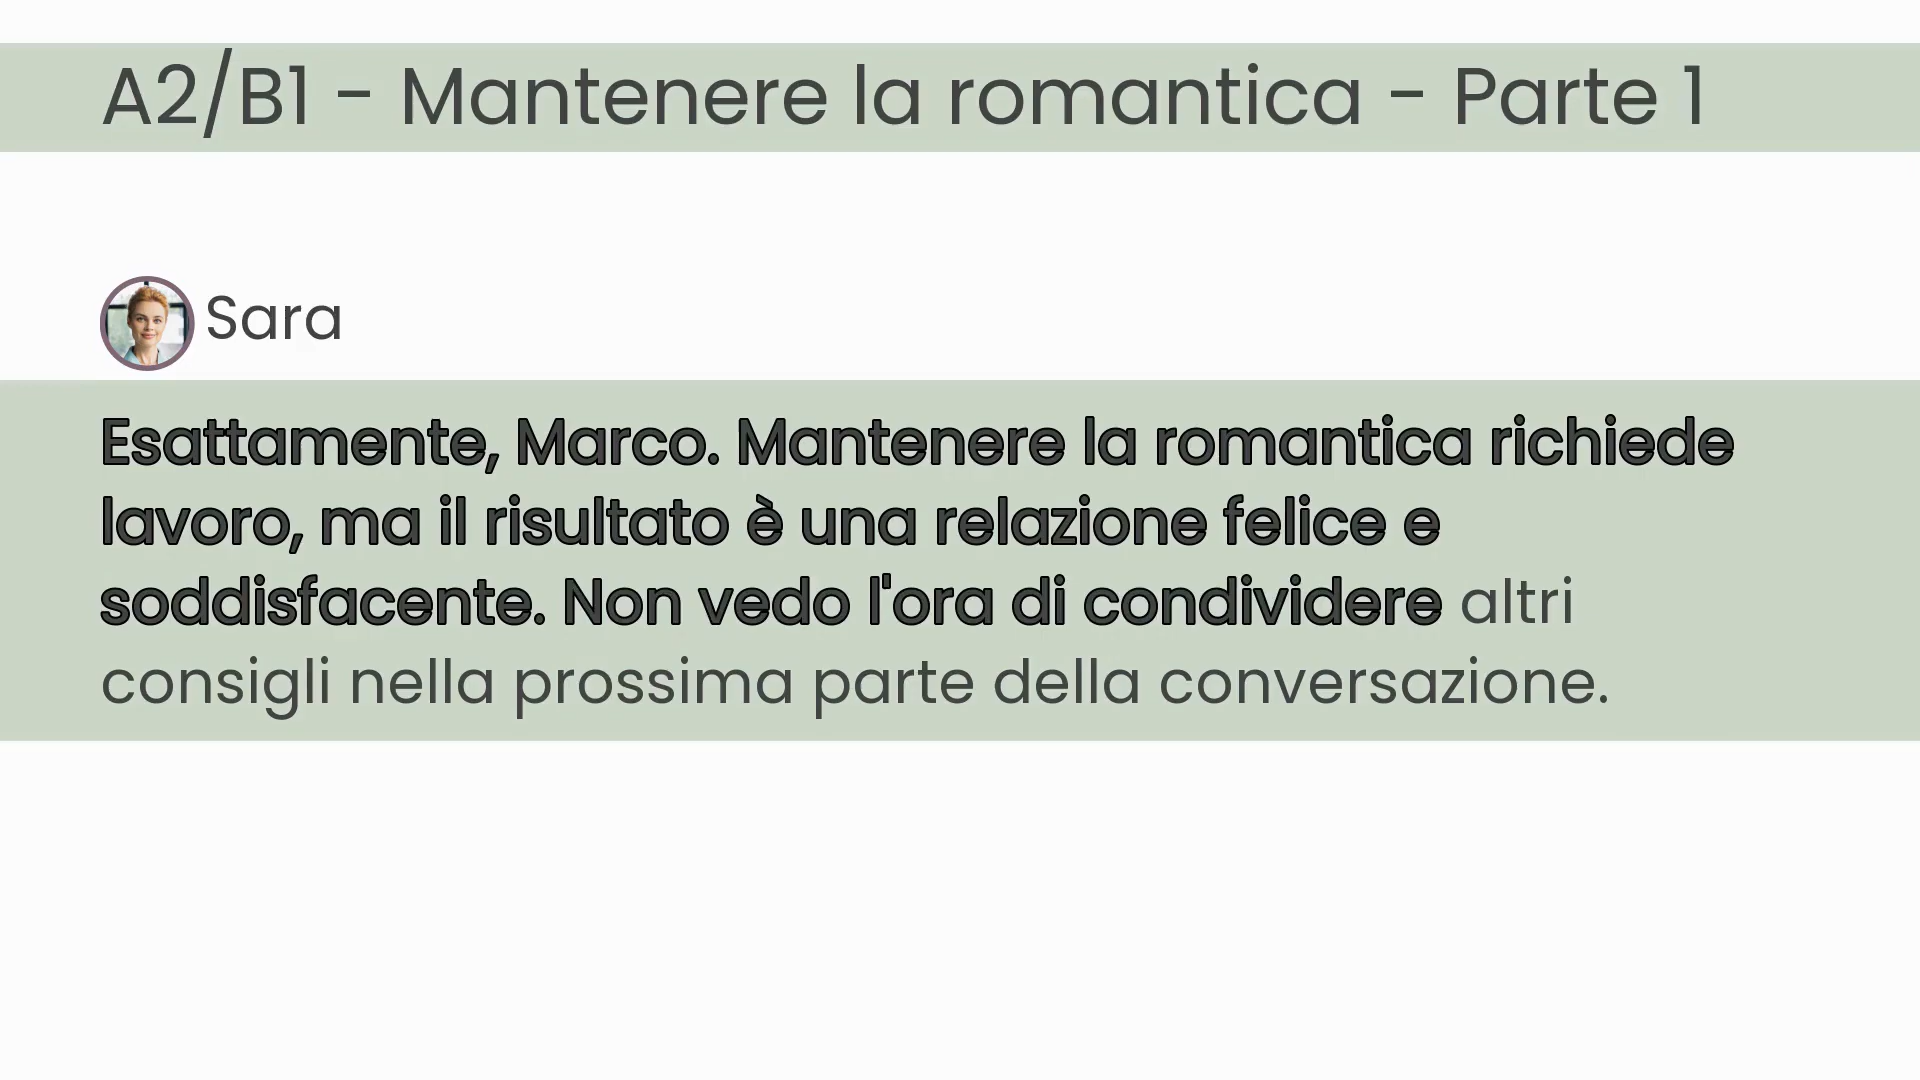 A2/B1 - Mantenere la romantica - Parte 1
Sara
Esattamente, Marco. Mantenere la romantica richiede
lavoro, ma il risultato è una relazione felice e
soddisfacente. Non vedo l'ora di condividere altri
consigli nella prossima parte della conversazione.